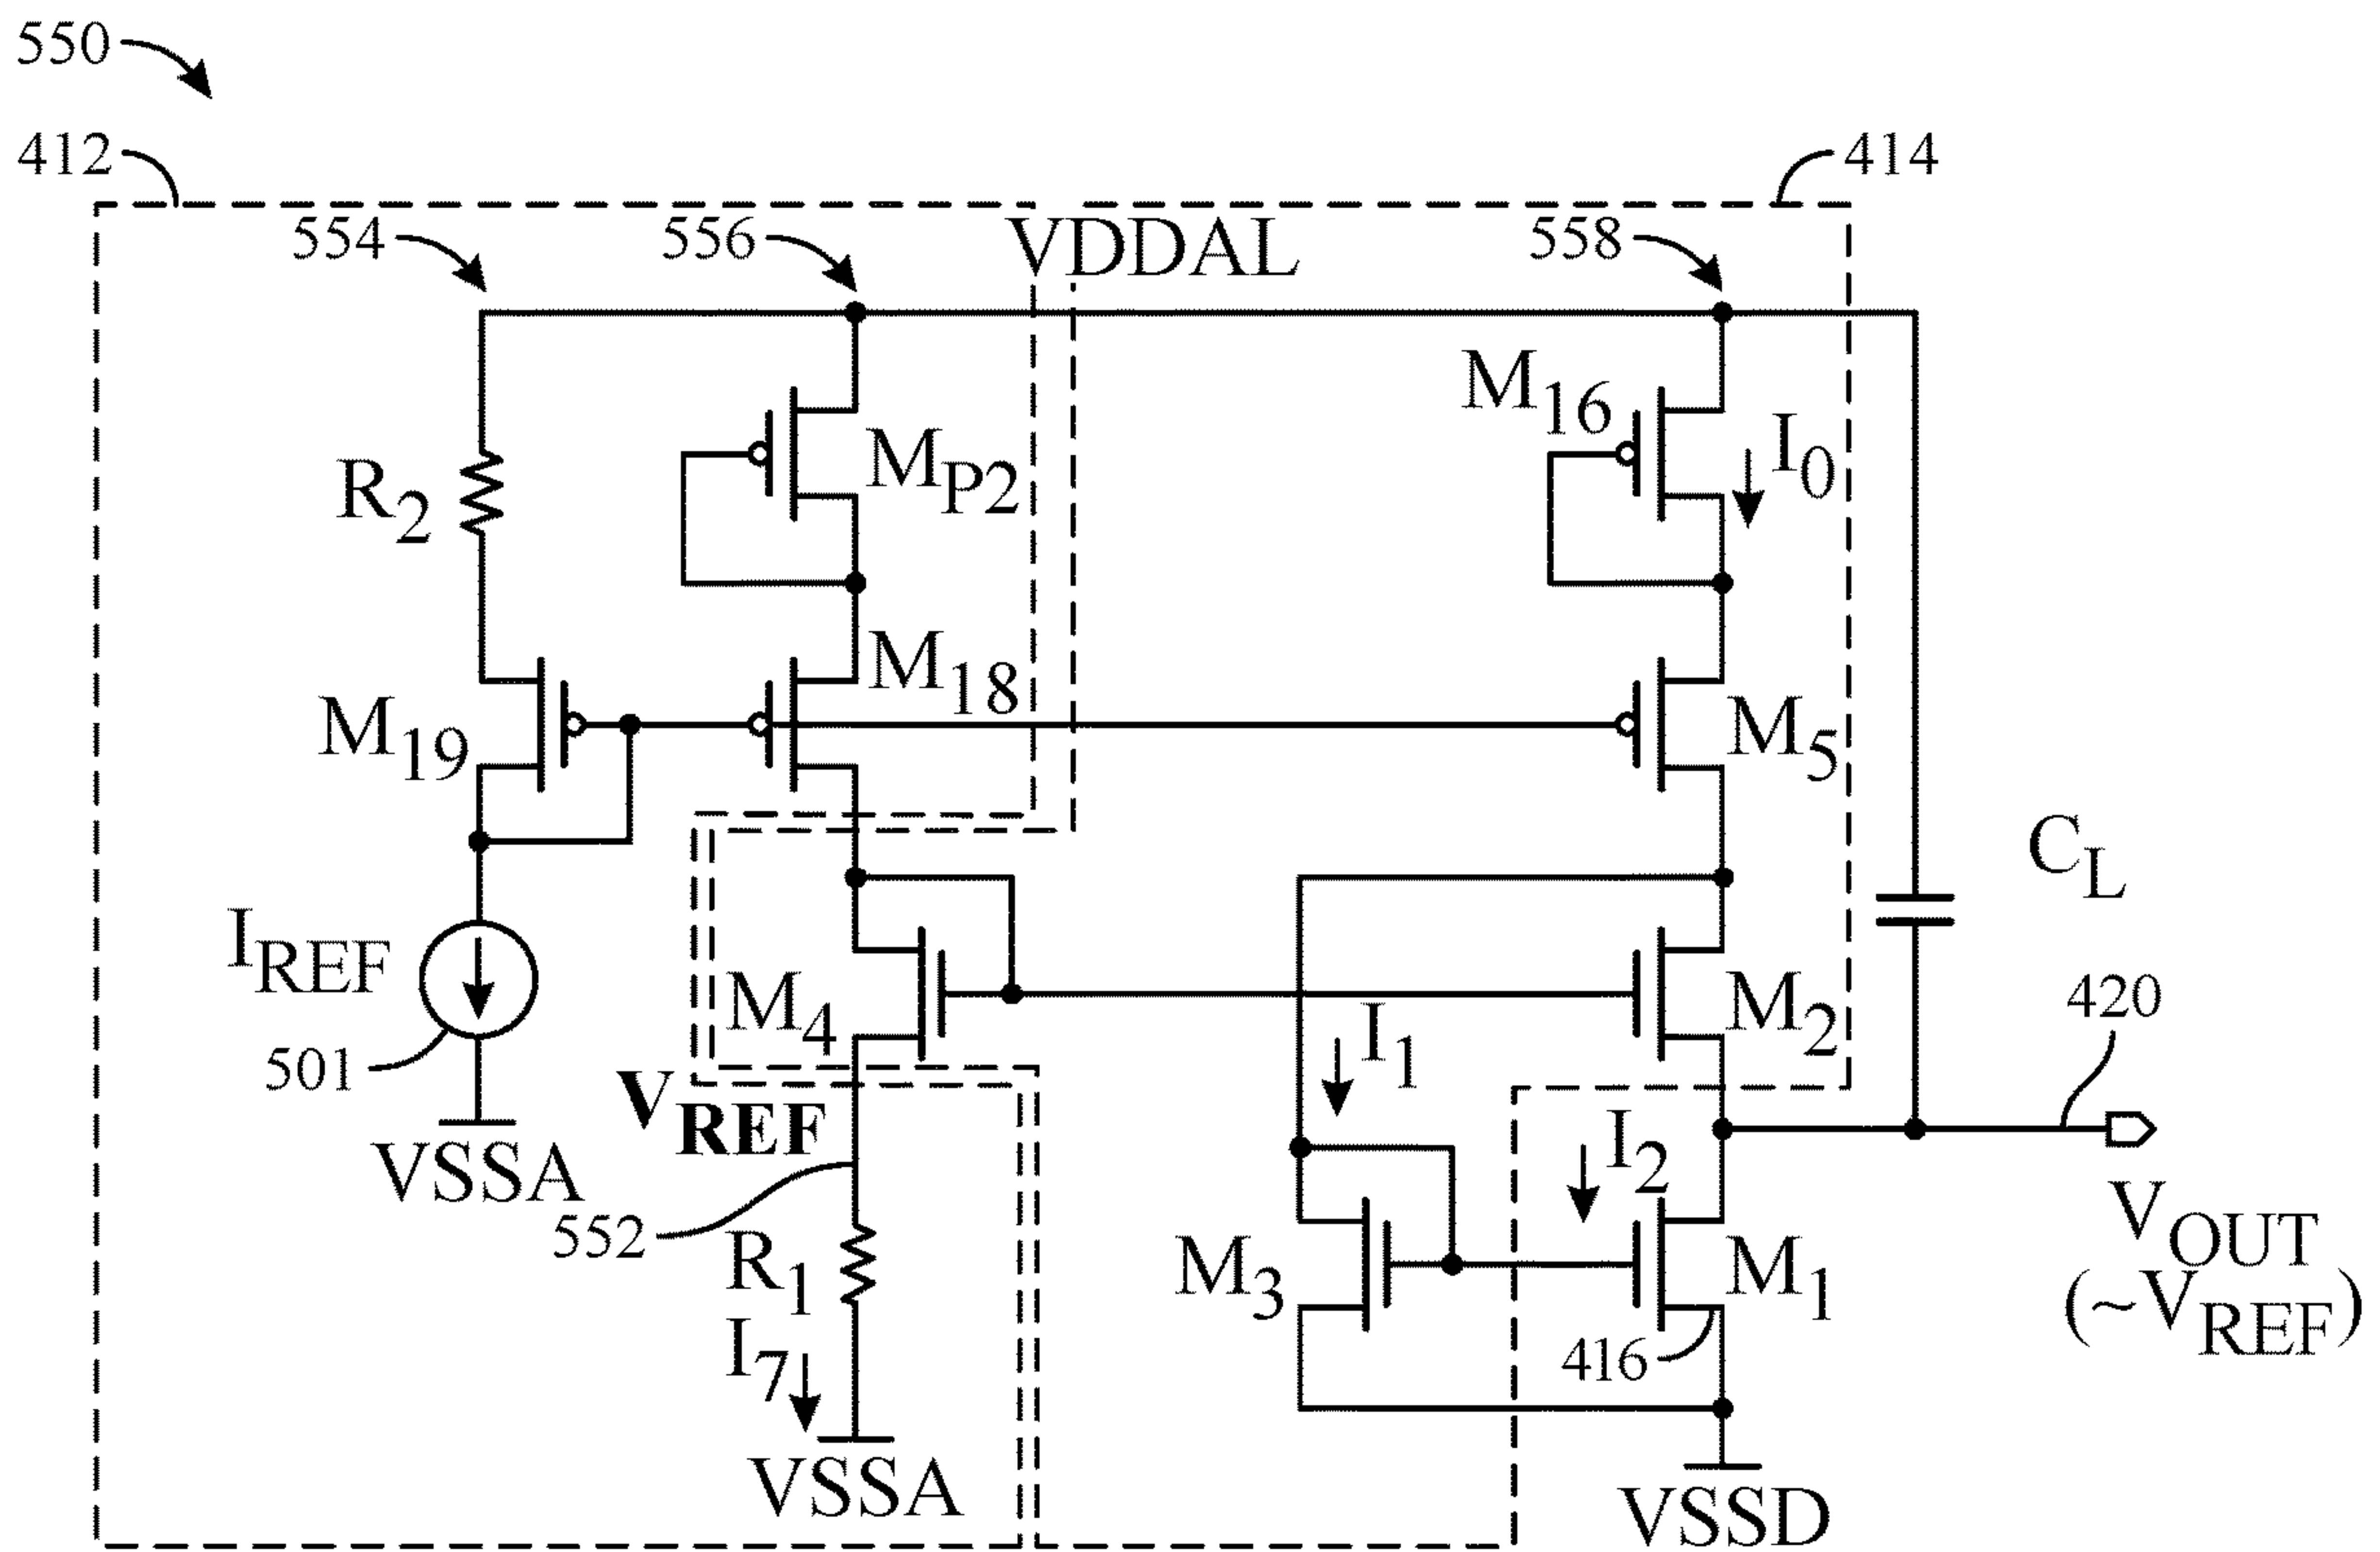 550
412
414
554
556
VDDAL
558
M16
I0
R2
MP2
M18
M19
M5
CL
IREF
M4
M2
420
501
I1
VREF
I2
VSSA
552
R1
M3
M1
VOUT
(~VREF)
I7
416
VSSA
VSSD